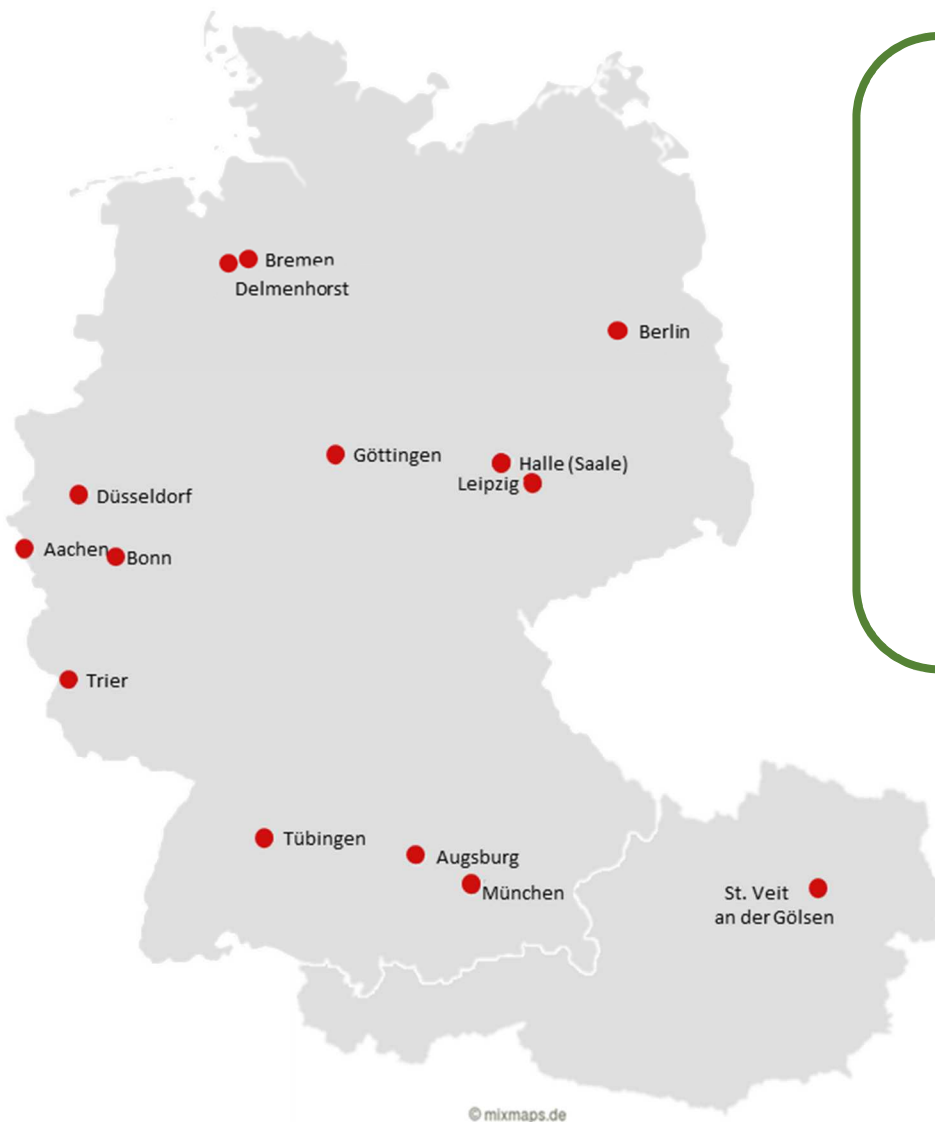 Bremen
Delmenhorst
Berlin
Göttingen
Halle (Saale)
Leipzig
Düsseldorf
Aachen
Bonn
Trier
Tübingen
Augsburg
München
St. Veit
an der Gölsen
© mixmaps.de